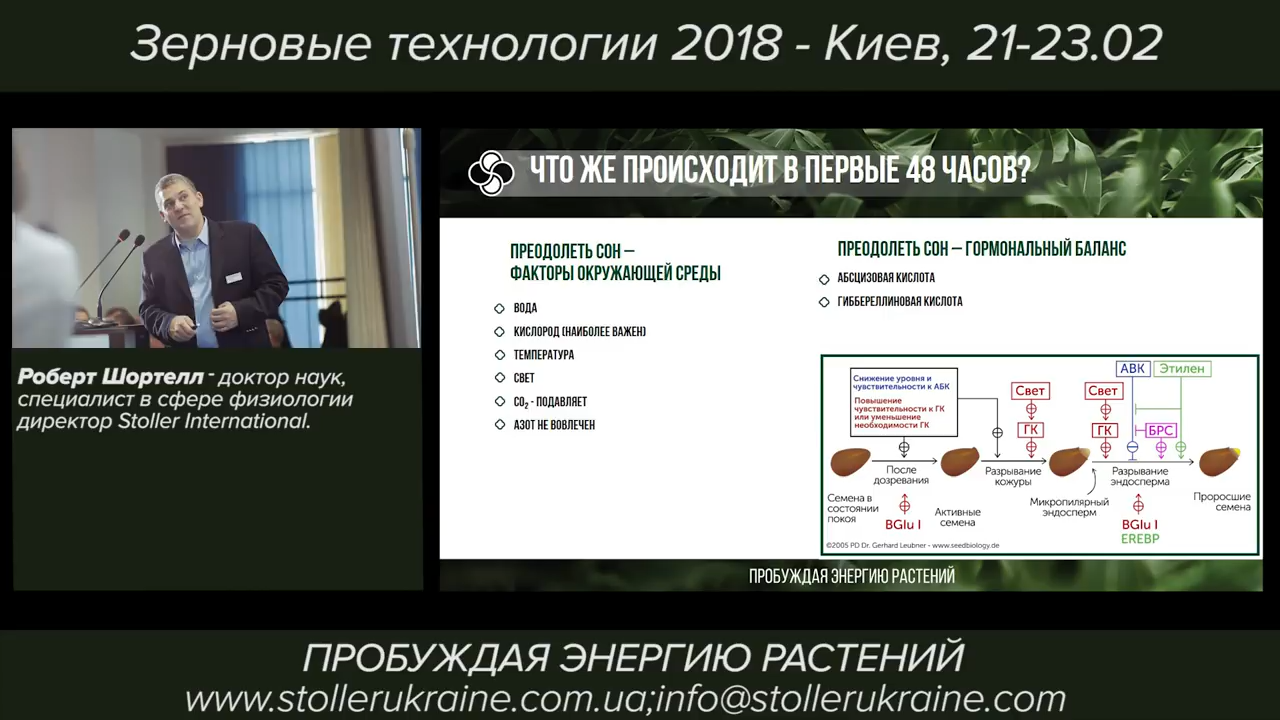 Зерновые технологии 2018 - Киев, 21-23.02
ЧТО ЖЕ ПРОИСХОДИТ В ПЕРВЫЕ 48 ЧАСОВ?
Роберт Шортелл - доктор наук,
специалист в сфере физиологии
директор Stoller International.
ПРЕОДОЛЕТЬ СОН –
ФАКТОРЫ ОКРУЖАЮЩЕЙ СРЕДЫ
ВОДА
КИСЛОРОД (НАИБОЛЕЕ ВАЖЕН)
ТЕМПЕРАТУРА
СВЕТ
CO₂ - ПОДАВЛЯЕТ
АЗОТ НЕ ВОВЛЕЧЕН
ПРЕОДОЛЕТЬ СОН – ГОРМОНАЛЬНЫЙ БАЛАНС
АБСЦИЗОВАЯ КИСЛОТА
ГИББЕРЕЛЛИНОВАЯ КИСЛОТА
Снижение уровня и
чувствительности к АБК
Повышение
чувствительности к ГК
или уменьшение
необходимости ГК
Свет
ГК
Свет
ГК
АВК
Этилен
БРС
После
дозревания
Разрывание
кожуры
Разрывание
эндосперма
Семена в
состоянии
покоя
BGlu I
Активные
семена
Микропилярный
эндосперм
BGlu I
EREBP
Проросшие
семена
©2005 PD Dr. Gerhard Leubner - www.seedbiology.de
ПРОБУЖДАЯ ЭНЕРГИЮ РАСТЕНИЙ
ПРОБУЖДАЯ ЭНЕРГИЮ РАСТЕНИЙ
www.stollerukraine.com.ua;info@stollerukraine.com